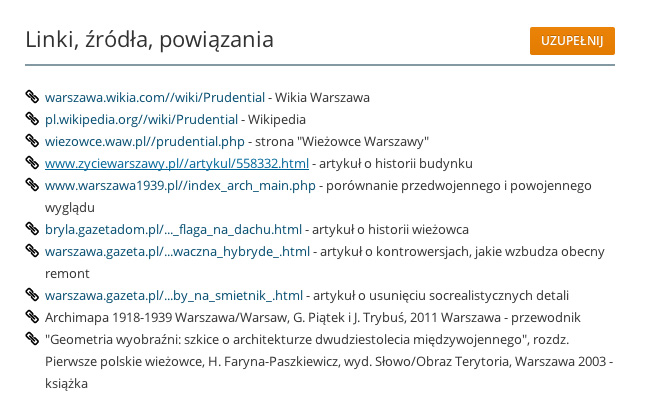 Linki, źródła, powiązania
UZUPEŁNIJ
warszawa.wikia.com//wiki/Prudential - Wikia Warszawa
pl.wikipedia.org//wiki/Prudential - Wikipedia
wiezowce.waw.pl//prudential.php - strona "Wieżowce Warszawy"
www.zyciewarszawy.pl//artykul/558332.html - artykuł o historii budynku
www.warszawa1939.pl//index_arch_main.php - porównanie przedwojennego i powojennego
wyglądu
bryla.gazetadom.pl/..._flaga_na_dachu.html - artykuł o historii wieżowca
warszawa.gazeta.pl/...waczna_hybryde_.html - artykuł o kontrowersjach, jakie wzbudza obecny
remont
warszawa.gazeta.pl/...by_na_smietnik_.html - artykuł o usunięciu socrealistycznych detali
Archimapa 1918-1939 Warszawa/Warsaw, G. Piątek i J. Trybuś, 2011 Warszawa - przewodnik
"Geometria wyobraźni: szkice o architekturze dwudziestolecia międzywojennego", rozdz.
Pierwsze polskie wieżowce, H. Faryna-Paszkiewicz, wyd. Słowo/Obraz Terytoria, Warszawa 2003 -
książka